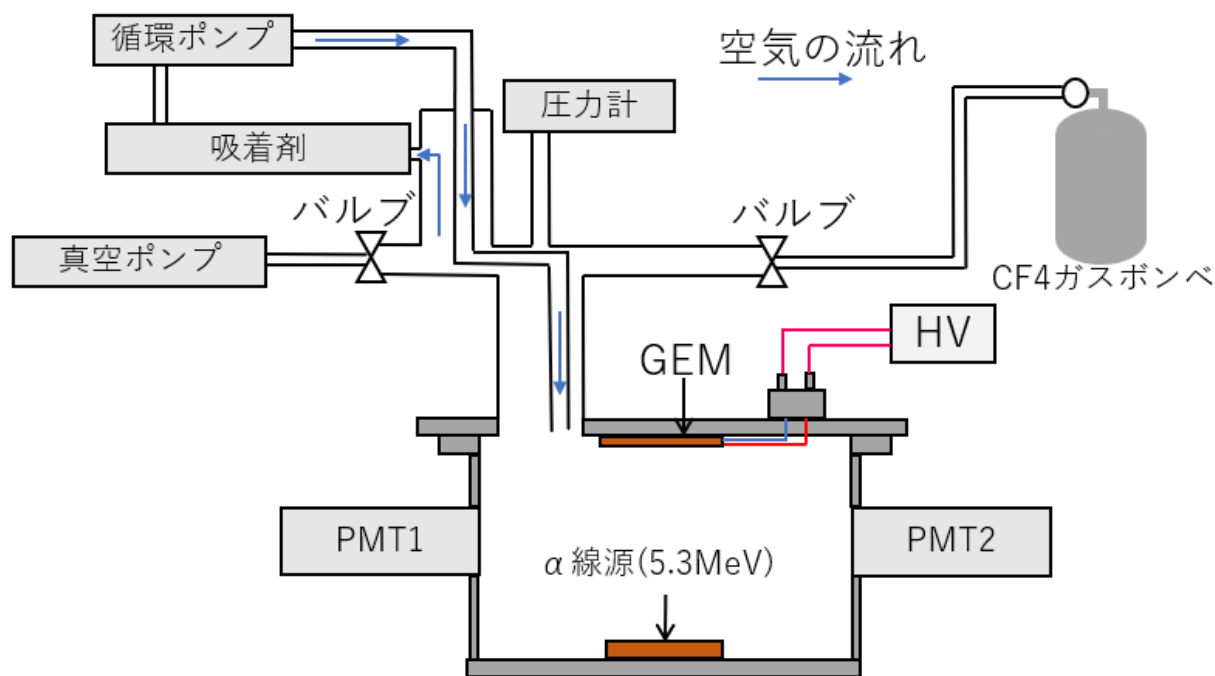 循環ポンプ
空気の流れ
圧力計
吸着剤
バルブ
バルブ
真空ポンプ
CF4ガスボンベ
HV
GEM
PMT1
PMT2
α線源(5.3MeV)